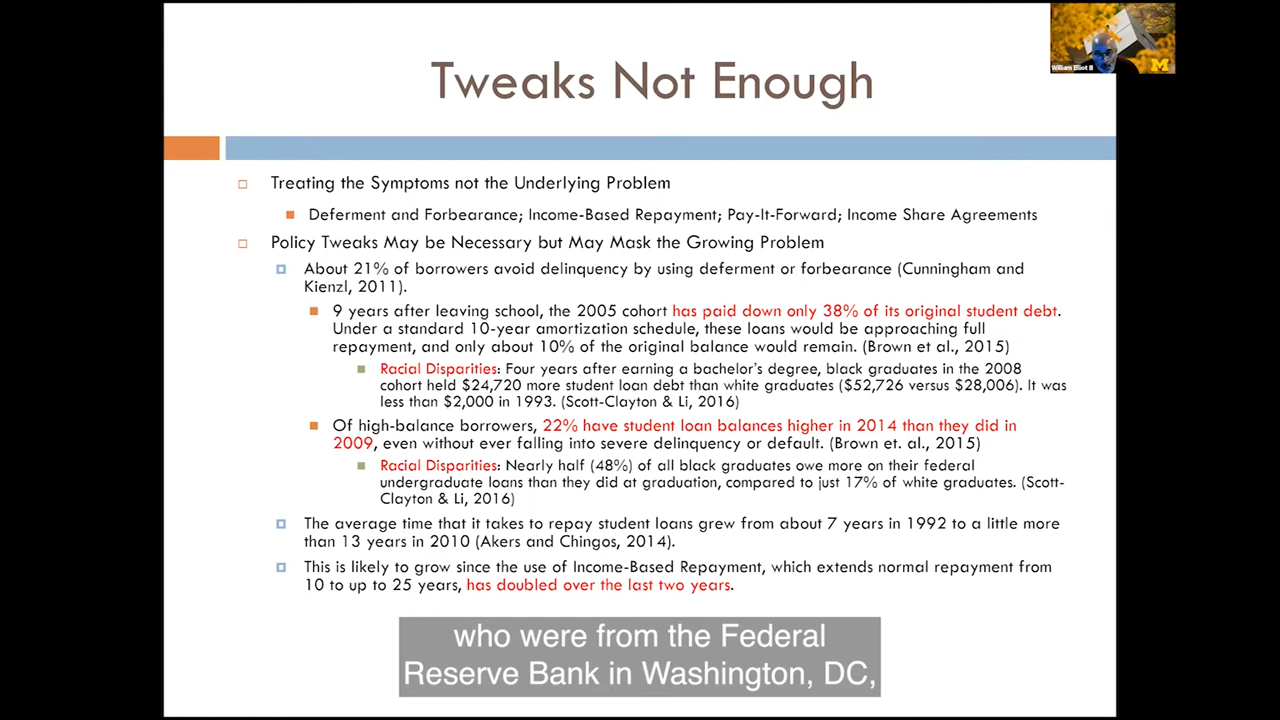 William Elliot II
M
Tweaks Not Enough
Treating the Symptoms not the Underlying Problem
Deferment and Forbearance; Income-Based Repayment; Pay-It-Forward; Income Share Agreements
Policy Tweaks May be Necessary but May Mask the Growing Problem
About 21% of borrowers avoid delinquency by using deferment or forbearance (Cunningham and
Kienzl, 2011).
9 years after leaving school, the 2005 cohort has paid down only 38% of its original student debt.
Under a standard 10-year amortization schedule, these loans would be approaching full
repayment, and only about 10% of the original balance would remain. (Brown et al., 2015)
Racial Disparities: Four years after earning a bachelor's degree, black graduates in the 2008
cohort held $24,720 more student loan debt than white graduates ($52,726 versus $28,006). It was
less than $2,000 in 1993. (Scott-Clayton & Li, 2016)
Of high-balance borrowers, 22% have student loan balances higher in 2014 than they did in
2009, even without ever falling into severe delinquency or default. (Brown et. al., 2015)
Racial Disparities: Nearly half (48%) of all black graduates owe more on their federal
undergraduate loans than they did at graduation, compared to just 17% of white graduates. (Scott-
Clayton & Li, 2016)
The average time that it takes to repay student loans grew from about 7 years in 1992 to a little more
than 13 years in 2010 (Akers and Chingos, 2014).
This is likely to grow since the use of Income-Based Repayment, which extends normal repayment from
10 to up to 25 years, has doubled over the last two years.
who were from the Federal
Reserve Bank in Washington, DC,